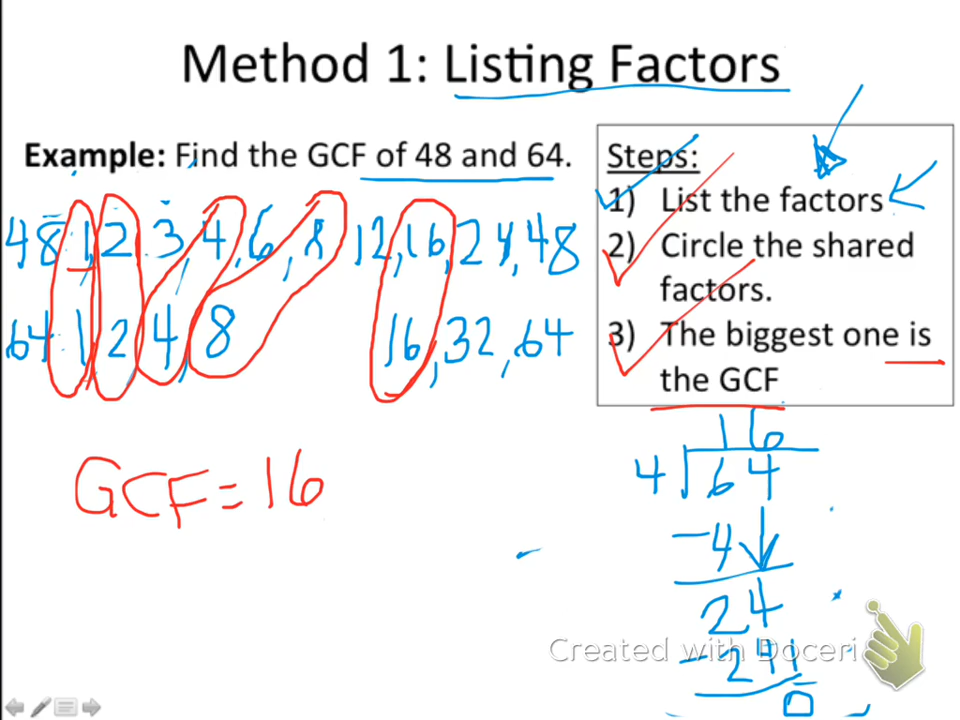 Method 1: Listing Factors
Example: Find the GCF of 48 and 64.
48 1, 2, 3, 4, 6, 8 12, 16, 24, 48
64 1, 2, 4, 8 16, 32, 64
GCF = 16
Steps:
1) List the factors
2) Circle the shared
factors.
3) The biggest one is
the GCF
16
4 64
-4
24
-24
0
Created with Doceri